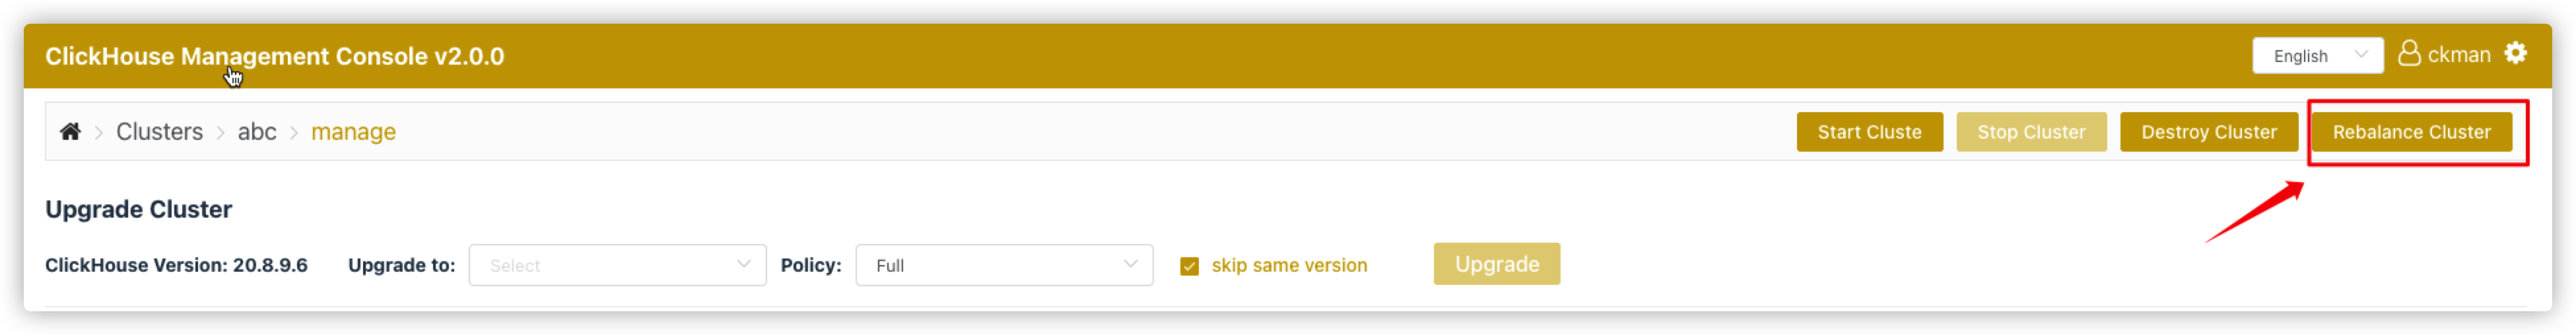 ClickHouse Management Console v2.0.0
English
ckman
Clusters > abc > manage
Start Cluste
Stop Cluster
Destroy Cluster
Rebalance Cluster
Upgrade Cluster
ClickHouse Version: 20.8.9.6
Upgrade to:
Select
Policy:
Full
skip same version
Upgrade